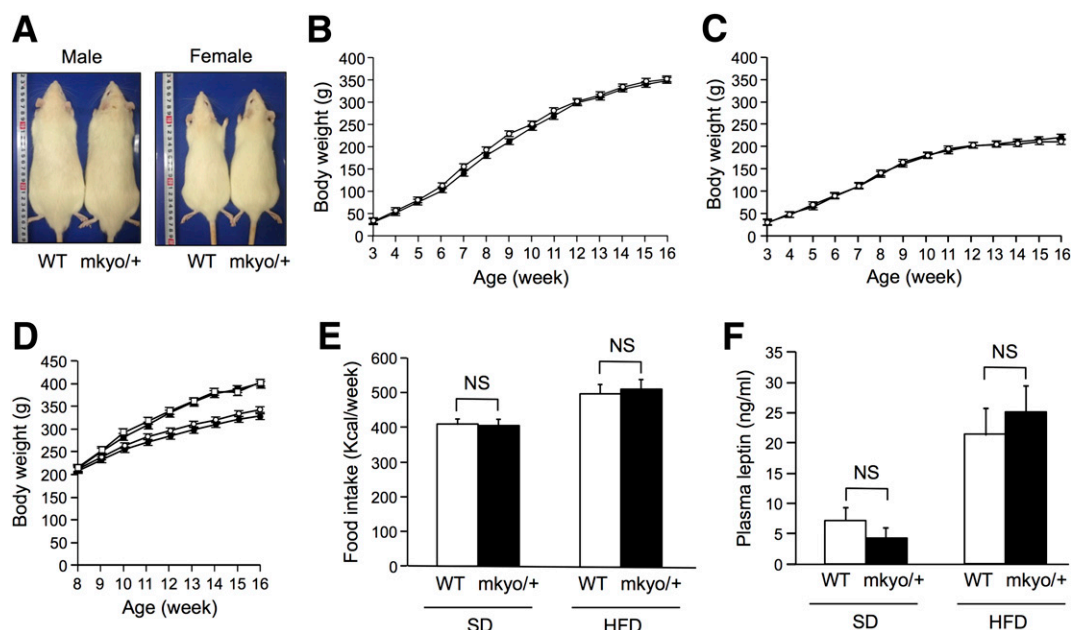 A
Male
Female
WT mkyo/+
WT mkyo/+
B
Body weight (g)
400
350
300
250
200
150
100
50
0
3 4 5 6 7 8 9 10 11 12 13 14 15 16
Age (week)
C
Body weight (g)
400
350
300
250
200
150
100
50
0
3 4 5 6 7 8 9 10 11 12 13 14 15 16
Age (week)
D
Body weight (g)
450
400
350
300
250
200
150
100
50
0
8 9 10 11 12 13 14 15 16
Age (week)
E
Food intake (Kcal/week)
600
400
300
200
100
0
NS
NS
WT mkyo/+ WT mkyo/+
SD HFD
F
Plasma leptin (ng/ml)
35
30
25
20
15
10
5
0
NS
NS
WT mkyo/+ WT mkyo/+
SD HFD